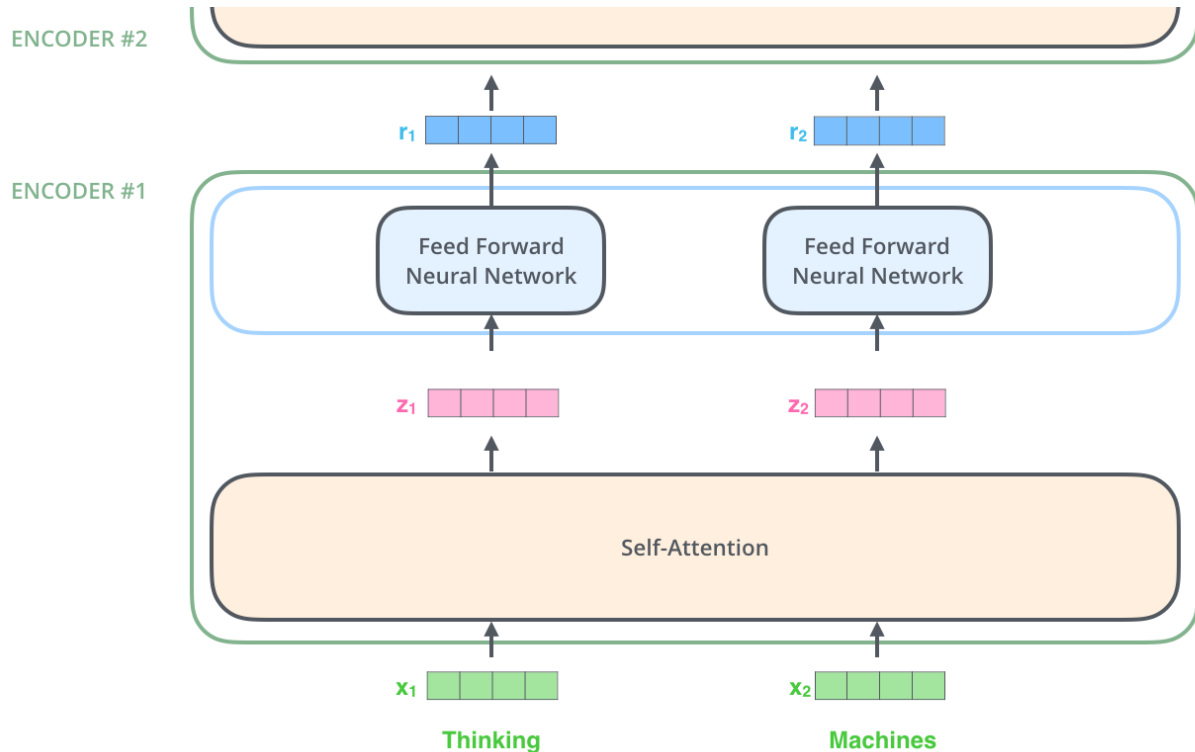 ENCODER #2
r₁
r₂
ENCODER #1
Feed Forward
Neural Network
Feed Forward
Neural Network
z₁
z₂
Self-Attention
x₁
x₂
Thinking
Machines